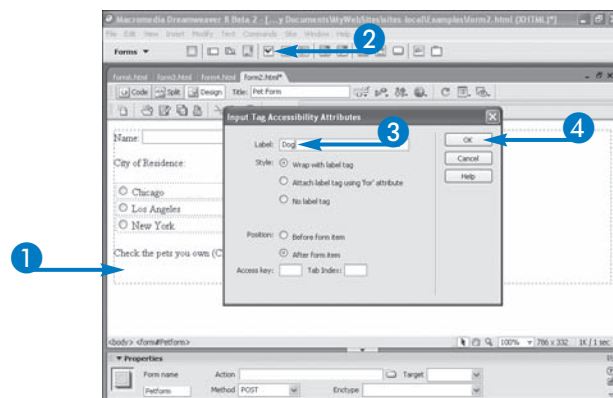 Macromedia Dreamweaver 8 Beta 2 - [...y Documents\MyWebSites\sites-local\Examples\form2.html (XHTML)*]
File Edit View Insert Modify Text Commands Site Window Help
2
Forms
form1.html form3.html form4.html form2.html*
Code Split Design Title: Pet Form
Input Tag Accessibility Attributes
Name:
City of Residence:
Chicago
Los Angeles
New York
Check the pets you own (C
1
Label: Dog
3
Style: Wrap with label tag
Attach label tag using 'for' attribute
No label tag
Position: Before form item
After form item
Access key: Tab Index:
OK
4
Cancel
Help
<body> <form#Petform>
100% 786 x 332 1K / 1 sec
Properties
Form name
Petform
Action
Target
Method POST
Enctype